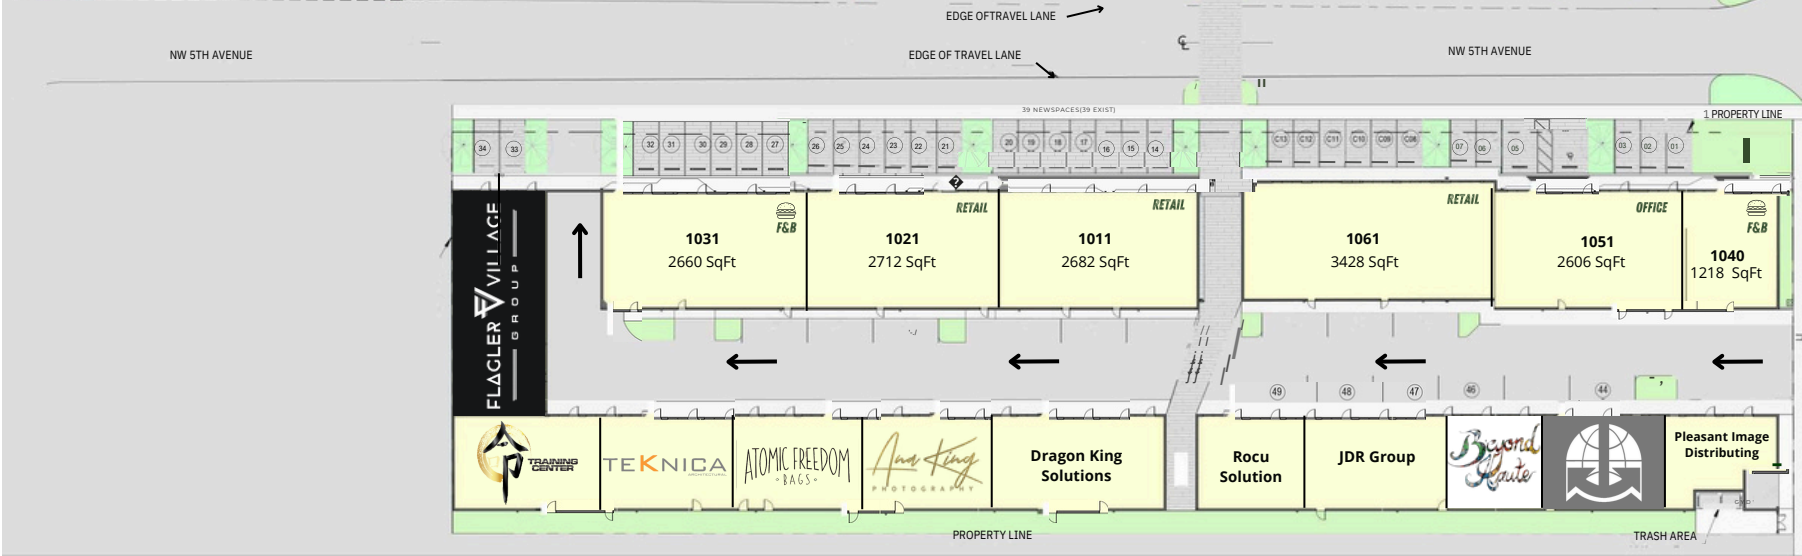 EDGE OFTRAVEL LANE
NW 5TH AVENUE
EDGE OF TRAVEL LANE
NW 5TH AVENUE
39 NEWSPACES(39 EXIST)
1 PROPERTY LINE
34 33 32 31 30 29 28 27 26 25 24 23 22 21 20 19 18 17 16 15 14 C13 C12 C11 C10 C09 C08 07 06 05 03 02 01
FLAGLER VILLAGE
GROUP
F&B
1031
2660 SqFt
RETAIL
1021
2712 SqFt
RETAIL
1011
2682 SqFt
RETAIL
1061
3428 SqFt
OFFICE
1051
2606 SqFt
F&B
1040
1218 SqFt
49 48 47 46 44
AP
TRAINING
CENTER
TEKNICA
ARCHITECTURAL
ATOMIC FREEDOM
BAGS
Ana King
PHOTOGRAPHY
Dragon King
Solutions
Rocu
Solution
JDR Group
Beyond
Haute
Pleasant Image
Distributing
PROPERTY LINE
TRASH AREA